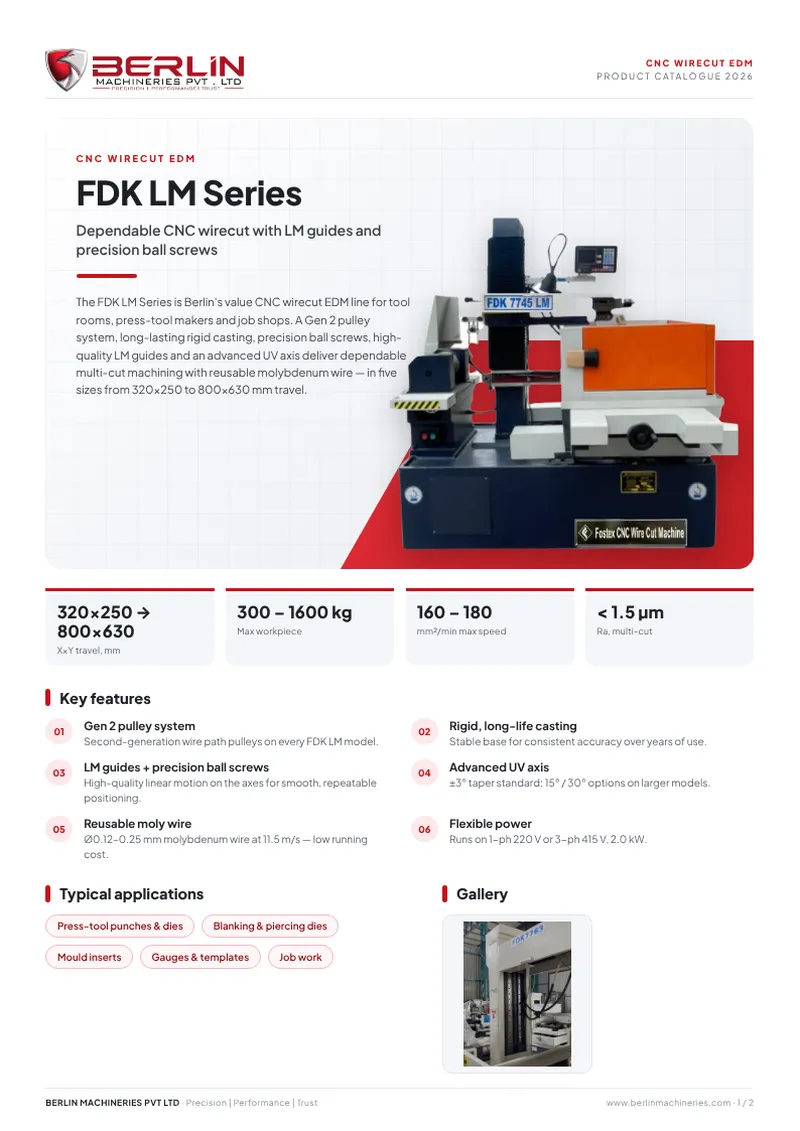 BERLIN
MACHINERIES PVT . LTD
PRECISION | PERFORMANCE | TRUST
CNC WIRECUT EDM
PRODUCT CATALOGUE 2026
CNC WIRECUT EDM
FDK LM Series
Dependable CNC wirecut with LM guides and
precision ball screws
The FDK LM Series is Berlin's value CNC wirecut EDM line for tool
rooms, press-tool makers and job shops. A Gen 2 pulley
system, long-lasting rigid casting, precision ball screws, high-
quality LM guides and an advanced UV axis deliver dependable
multi-cut machining with reusable molybdenum wire — in five
sizes from 320×250 to 800×630 mm travel.
FDK 7745 LM
Fostex CNC Wire Cut Machine
320×250 →
800×630
X×Y travel, mm
300 – 1600 kg
Max workpiece
160 – 180
mm²/min max speed
< 1.5 µm
Ra, multi-cut
Key features
01
Gen 2 pulley system
Second-generation wire path pulleys on every FDK LM model.
02
Rigid, long-life casting
Stable base for consistent accuracy over years of use.
03
LM guides + precision ball screws
High-quality linear motion on the axes for smooth, repeatable
positioning.
04
Advanced UV axis
±3° taper standard; 15° / 30° options on larger models.
05
Reusable moly wire
Ø0.12–0.25 mm molybdenum wire at 11.5 m/s — low running
cost.
06
Flexible power
Runs on 1-ph 220 V or 3-ph 415 V, 2.0 kW.
Typical applications
Press-tool punches & dies
Blanking & piercing dies
Mould inserts
Gauges & templates
Job work
Gallery
FDK7763
BERLIN MACHINERIES PVT LTD · Precision | Performance | Trust
www.berlinmachineries.com · 1 / 2